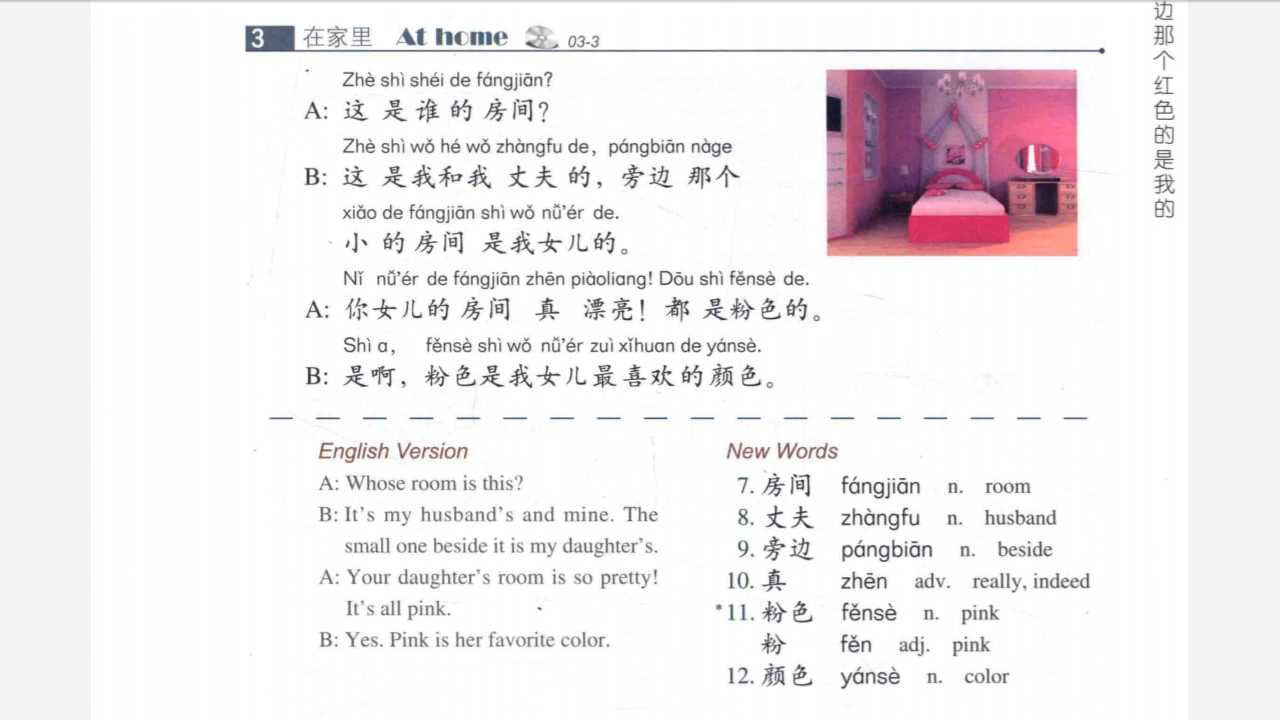 3 在家里 At home 03-3
Zhè shì shéi de fángjiān?
A: 这是谁的房间?
Zhè shì wǒ hé wǒ zhàngfu de, pángbiān nàge
B: 这是我和我丈夫的, 旁边那个
xiǎo de fángjiān shì wǒ nǚ'ér de.
小的房间是我女儿的。
Nǐ nǚ'ér de fángjiān zhēn piàoliang! Dōu shì fěnsè de.
A: 你女儿的房间真漂亮! 都是粉色的。
Shì a, fěnsè shì wǒ nǚ'ér zuì xǐhuan de yánsè.
B: 是啊, 粉色是我女儿最喜欢的颜色。
English Version
A: Whose room is this?
B: It's my husband's and mine. The
small one beside it is my daughter's.
A: Your daughter's room is so pretty!
It's all pink.
B: Yes. Pink is her favorite color.
New Words
7. 房间 fángjiān n. room
8. 丈夫 zhàngfu n. husband
9. 旁边 pángbiān n. beside
10. 真 zhēn adv. really, indeed
*11. 粉色 fěnsè n. pink
粉 fěn adj. pink
12. 颜色 yánsè n. color
边那个红色的是我的